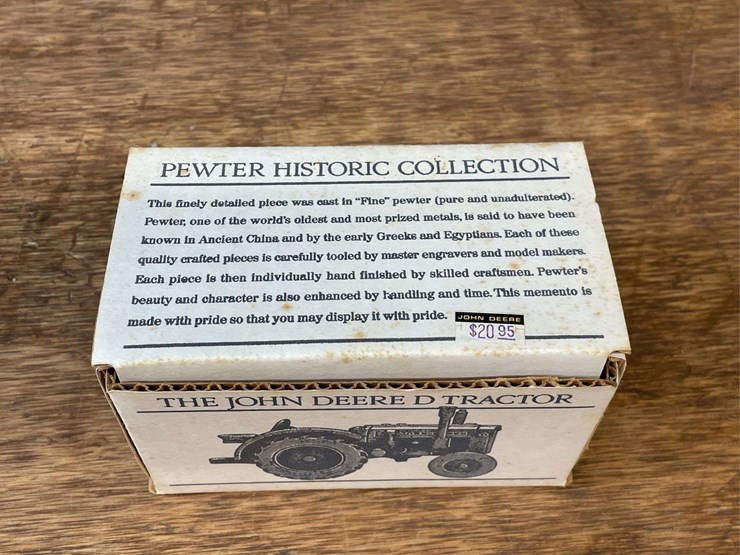 PEWTER HISTORIC COLLECTION
This finely detailed piece was cast in "Fine" pewter (pure and unadulterated).
Pewter, one of the world's oldest and most prized metals, is said to have been
known in Ancient China and by the early Greeks and Egyptians. Each of these
quality crafted pieces is carefully tooled by master engravers and model makers.
Each piece is then individually hand finished by skilled craftsmen. Pewter's
beauty and character is also enhanced by handling and time. This memento is
made with pride so that you may display it with pride.
JOHN DEERE
$20.95
THE JOHN DEERE D TRACTOR